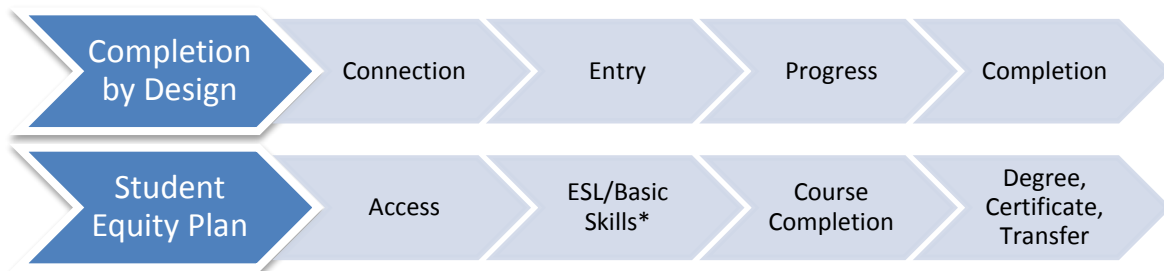 Completion
by Design
Connection
Entry
Progress
Completion
Student
Equity Plan
Access
ESL/Basic
Skills*
Course
Completion
Degree,
Certificate,
Transfer